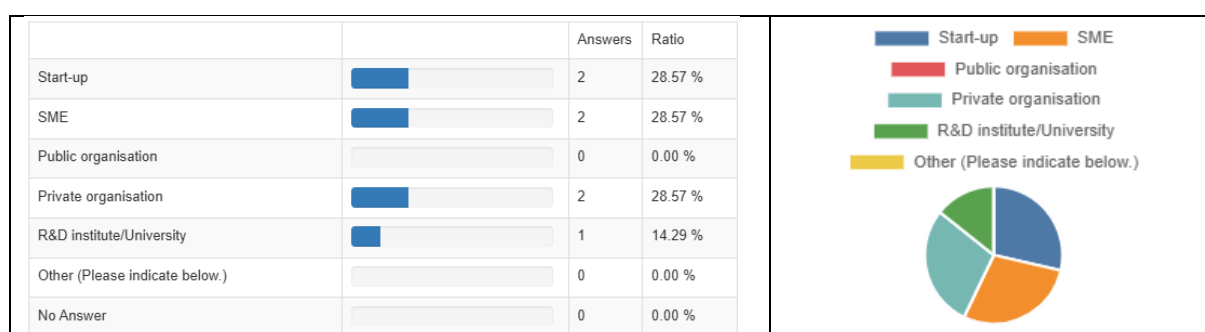 Answers Ratio
Start-up 2 28.57 %
SME 2 28.57 %
Public organisation 0 0.00 %
Private organisation 2 28.57 %
R&D institute/University 1 14.29 %
Other (Please indicate below.) 0 0.00 %
No Answer 0 0.00 %
Start-up SME
Public organisation
Private organisation
R&D institute/University
Other (Please indicate below.)